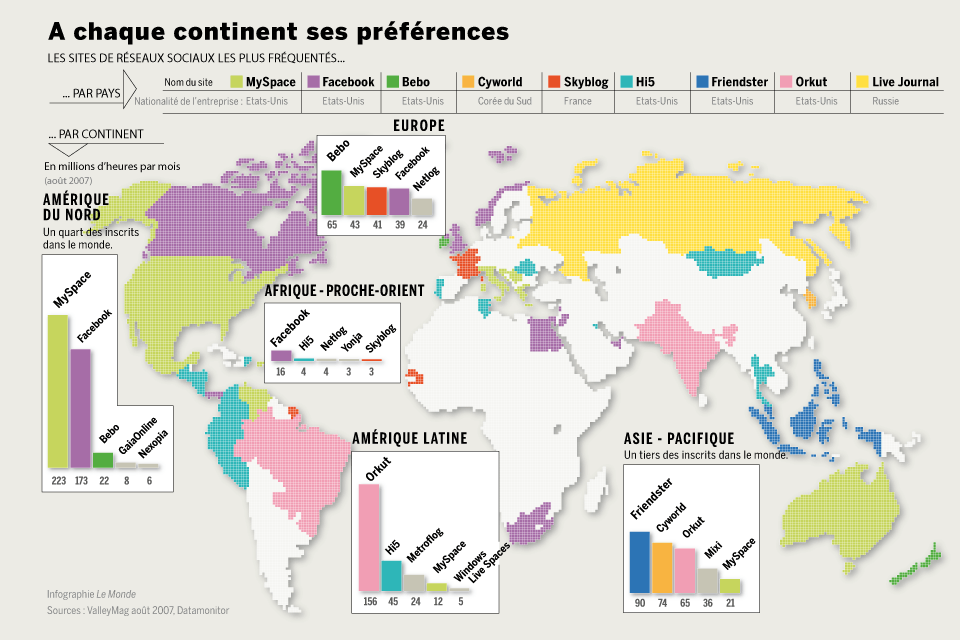 A chaque continent ses préférences
LES SITES DE RÉSEAUX SOCIAUX LES PLUS FRÉQUENTÉS...
... PAR PAYS
Nom du site MySpace Facebook Bebo Cyworld Skyblog Hi5 Friendster Orkut Live Journal
Nationalité de l'entreprise : Etats-Unis Etats-Unis Etats-Unis Corée du Sud France Etats-Unis Etats-Unis Etats-Unis Russie
... PAR CONTINENT
En millions d'heures par mois
(août 2007)
AMÉRIQUE
DU NORD
Un quart des inscrits
dans le monde.
MySpace Facebook Bebo GaiaOnline Nexopia
223 173 22 8 6
EUROPE
Bebo MySpace Skyblog Facebook Netlog
65 43 41 39 24
AFRIQUE - PROCHE-ORIENT
Facebook Hi5 Netlog Yonja Skyblog
16 4 4 3 3
AMÉRIQUE LATINE
Orkut Hi5 Metroflog MySpace Windows
Live Spaces
156 45 24 12 5
ASIE - PACIFIQUE
Un tiers des inscrits dans le monde.
Friendster Cyworld Orkut Mixi MySpace
90 74 65 36 21
Infographie Le Monde
Sources : ValleyMag août 2007, Datamonitor